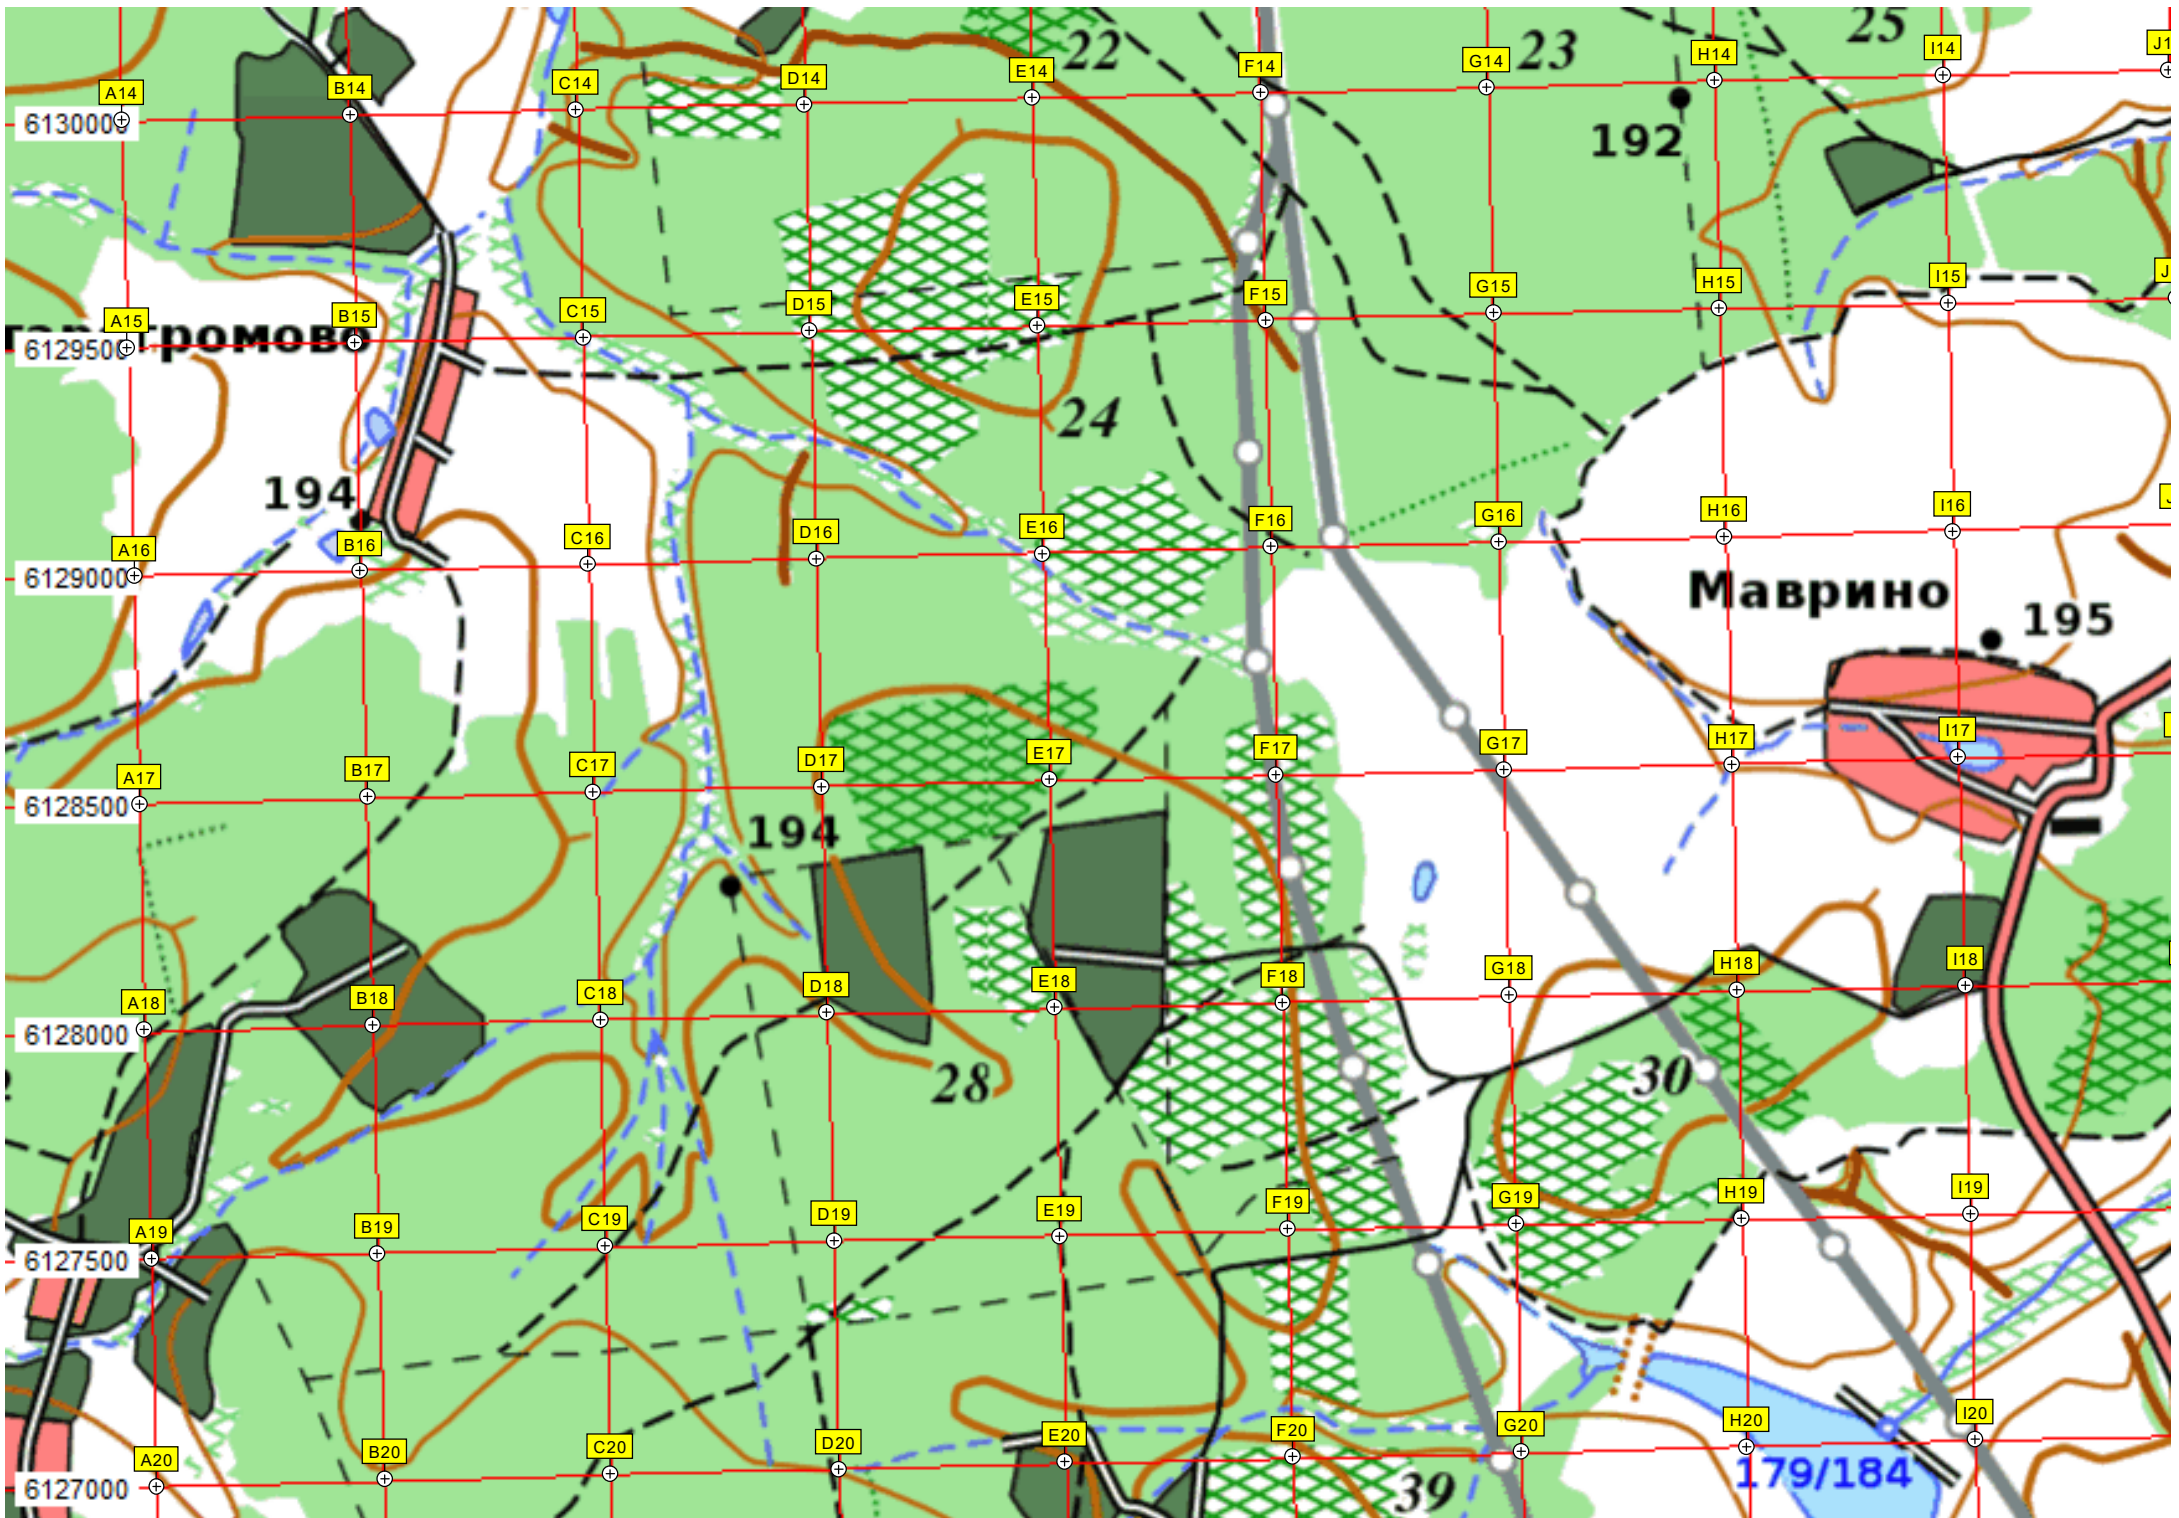 22
23
25
A14
B14
C14
D14
E14
F14
G14
H14
I14
6130000
192
A15
B15
C15
D15
E15
F15
G15
H15
I15
6129500
24
194
A16
B16
C16
D16
E16
F16
G16
H16
I16
6129000
Маврино
195
A17
B17
C17
D17
E17
F17
G17
H17
I17
6128500
194
A18
B18
C18
D18
E18
F18
G18
H18
I18
6128000
28
30
A19
B19
C19
D19
E19
F19
G19
H19
I19
6127500
A20
B20
C20
D20
E20
F20
G20
H20
I20
6127000
39
179/184